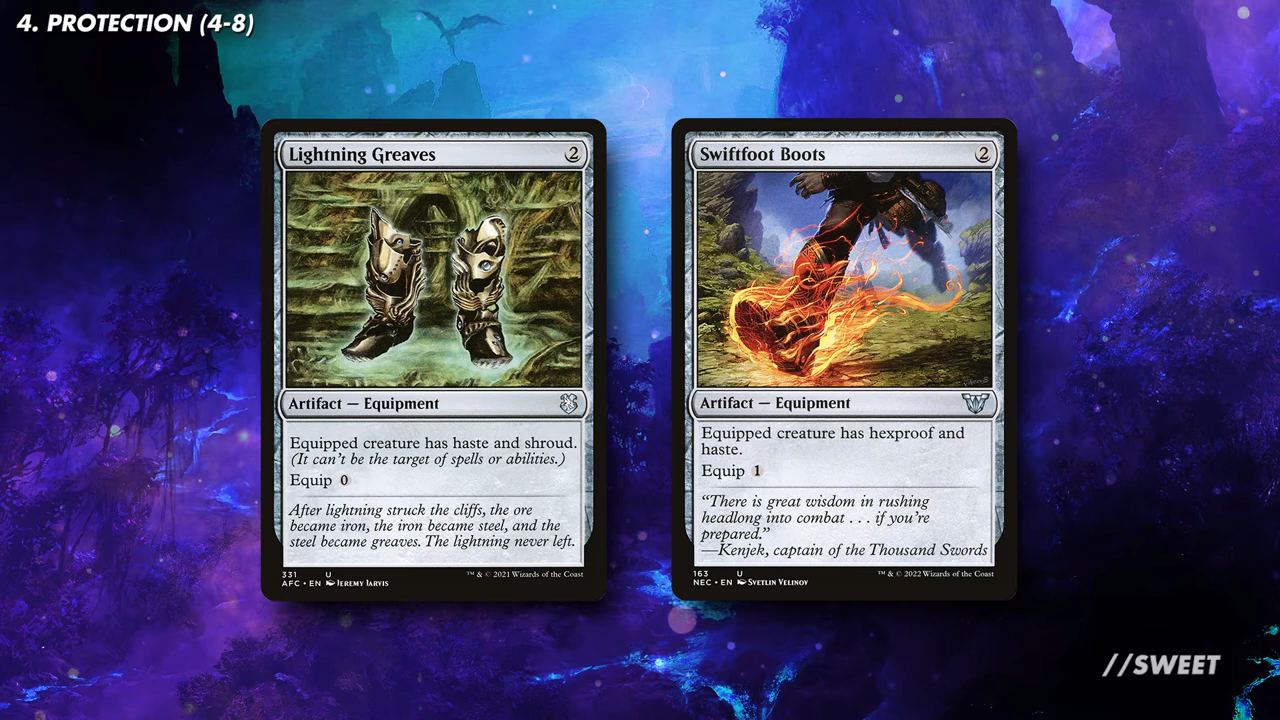 4. PROTECTION (4-8)
Lightning Greaves 2
Artifact — Equipment
Equipped creature has haste and shroud.
(It can't be the target of spells or abilities.)
Equip 0
After lightning struck the cliffs, the ore
became iron, the iron became steel, and the
steel became greaves. The lightning never left.
331 U
AFC • EN Jeremy Jarvis
™ & © 2021 Wizards of the Coast
Swiftfoot Boots 2
Artifact — Equipment
Equipped creature has hexproof and
haste.
Equip 1
“There is great wisdom in rushing
headlong into combat . . . if you're
prepared.”
—Kenjek, captain of the Thousand Swords
163 U
NEC • EN Svetlin Velinov
™ & © 2022 Wizards of the Coast
//SWEET